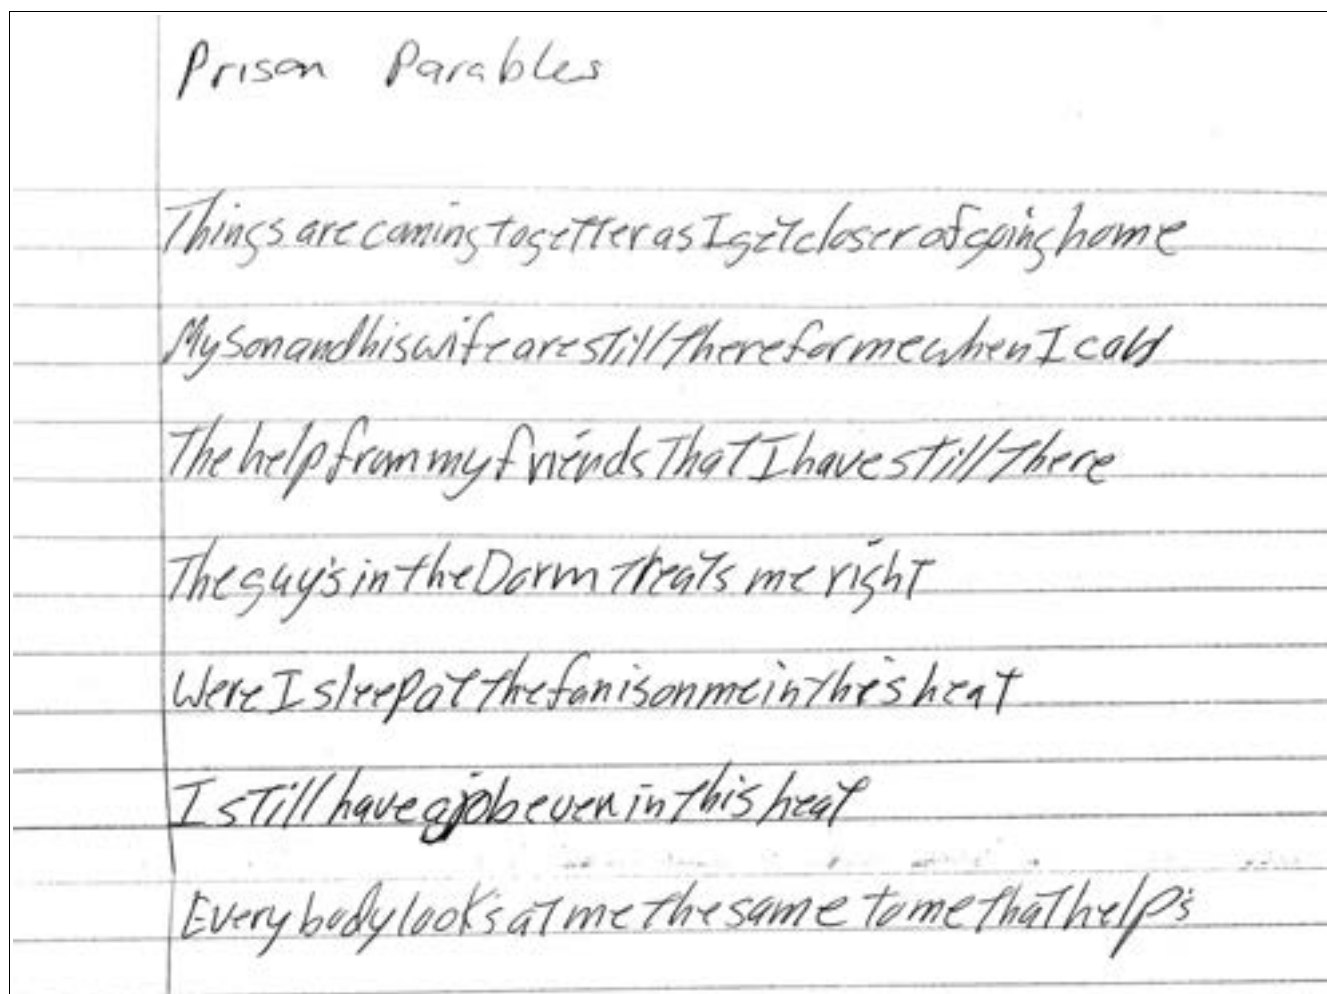 Prison Parables
Things are coming togetter as I get closer of going home
My Son and his wife are still there for me when I call
The help from my friends that I have still there
The guy's in the Dorm treats me right
Were I sleep at the fan is on me in this heat
I still have a job even in this heat
Every body look's at me the same to me that help's